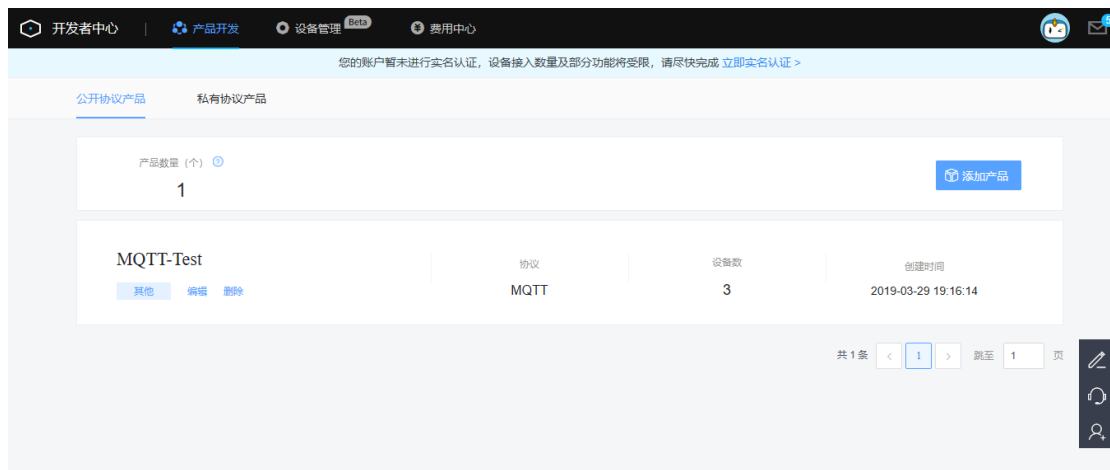 开发者中心 | 产品开发 设备管理 Beta 费用中心
您的账户暂未进行实名认证，设备接入数量及部分功能将受限，请尽快完成 立即实名认证 >
公开协议产品 私有协议产品
产品数量（个） ?
1
添加产品
MQTT-Test
其他 编辑 删除
协议
MQTT
设备数
3
创建时间
2019-03-29 19:16:14
共 1 条 < 1 > 跳至 1 页